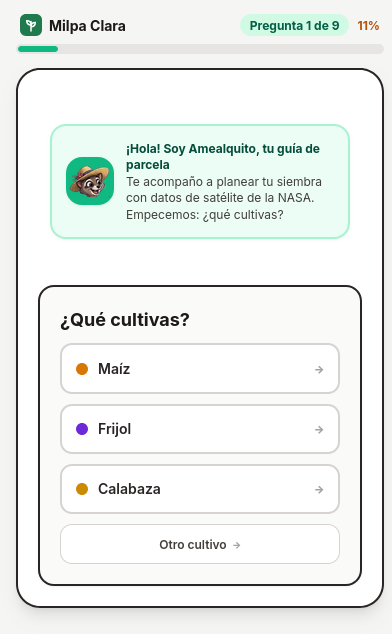 Milpa Clara
Pregunta 1 de 9
11%
¡Hola! Soy Amealquito, tu guía de
parcela
Te acompaño a planear tu siembra
con datos de satélite de la NASA.
Empecemos: ¿qué cultivas?
¿Qué cultivas?
Maíz →
Frijol →
Calabaza →
Otro cultivo →